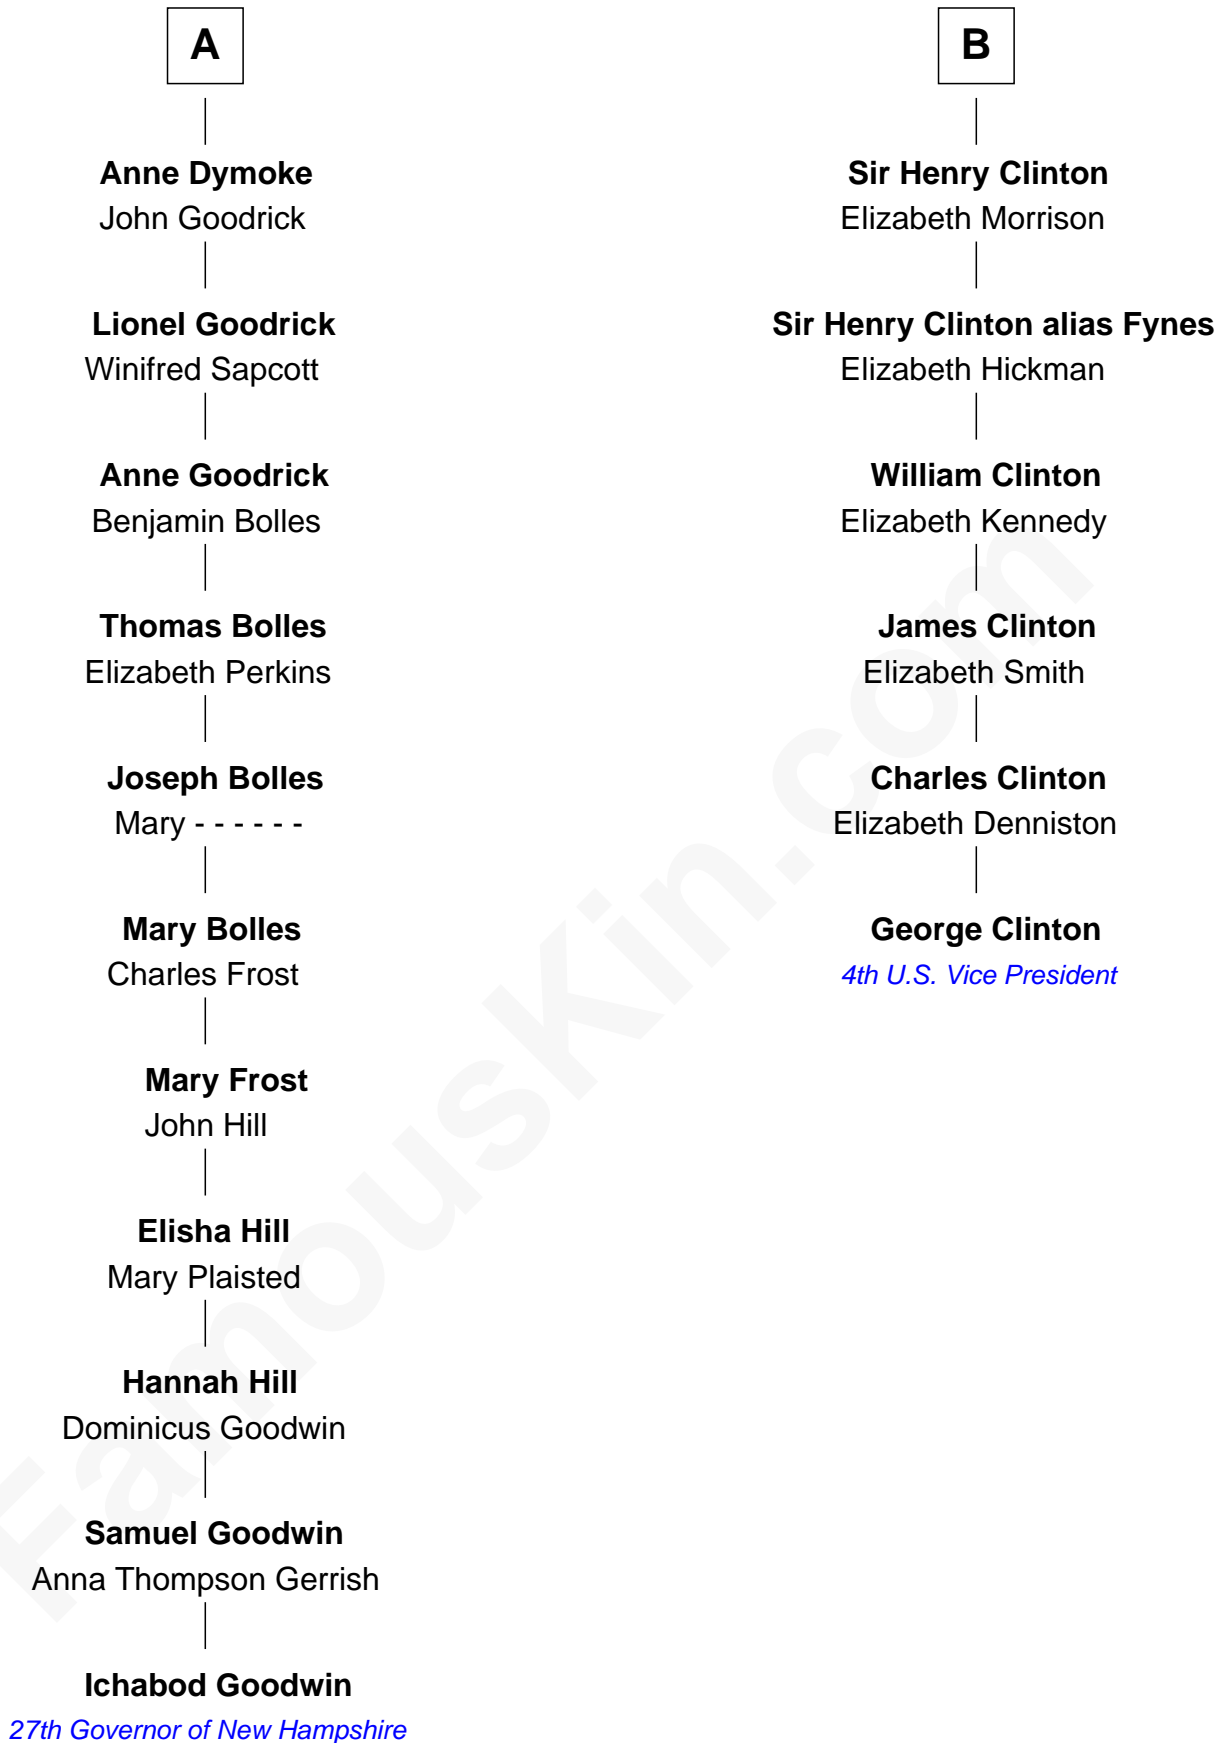 A
Anne Dymoke
John Goodrick
Lionel Goodrick
Winifred Sapcott
Anne Goodrick
Benjamin Bolles
Thomas Bolles
Elizabeth Perkins
Joseph Bolles
Mary - - - - - -
Mary Bolles
Charles Frost
Mary Frost
John Hill
Elisha Hill
Mary Plaisted
Hannah Hill
Dominicus Goodwin
Samuel Goodwin
Anna Thompson Gerrish
Ichabod Goodwin
27th Governor of New Hampshire
B
Sir Henry Clinton
Elizabeth Morrison
Sir Henry Clinton alias Fynes
Elizabeth Hickman
William Clinton
Elizabeth Kennedy
James Clinton
Elizabeth Smith
Charles Clinton
Elizabeth Denniston
George Clinton
4th U.S. Vice President
FamousKin.com